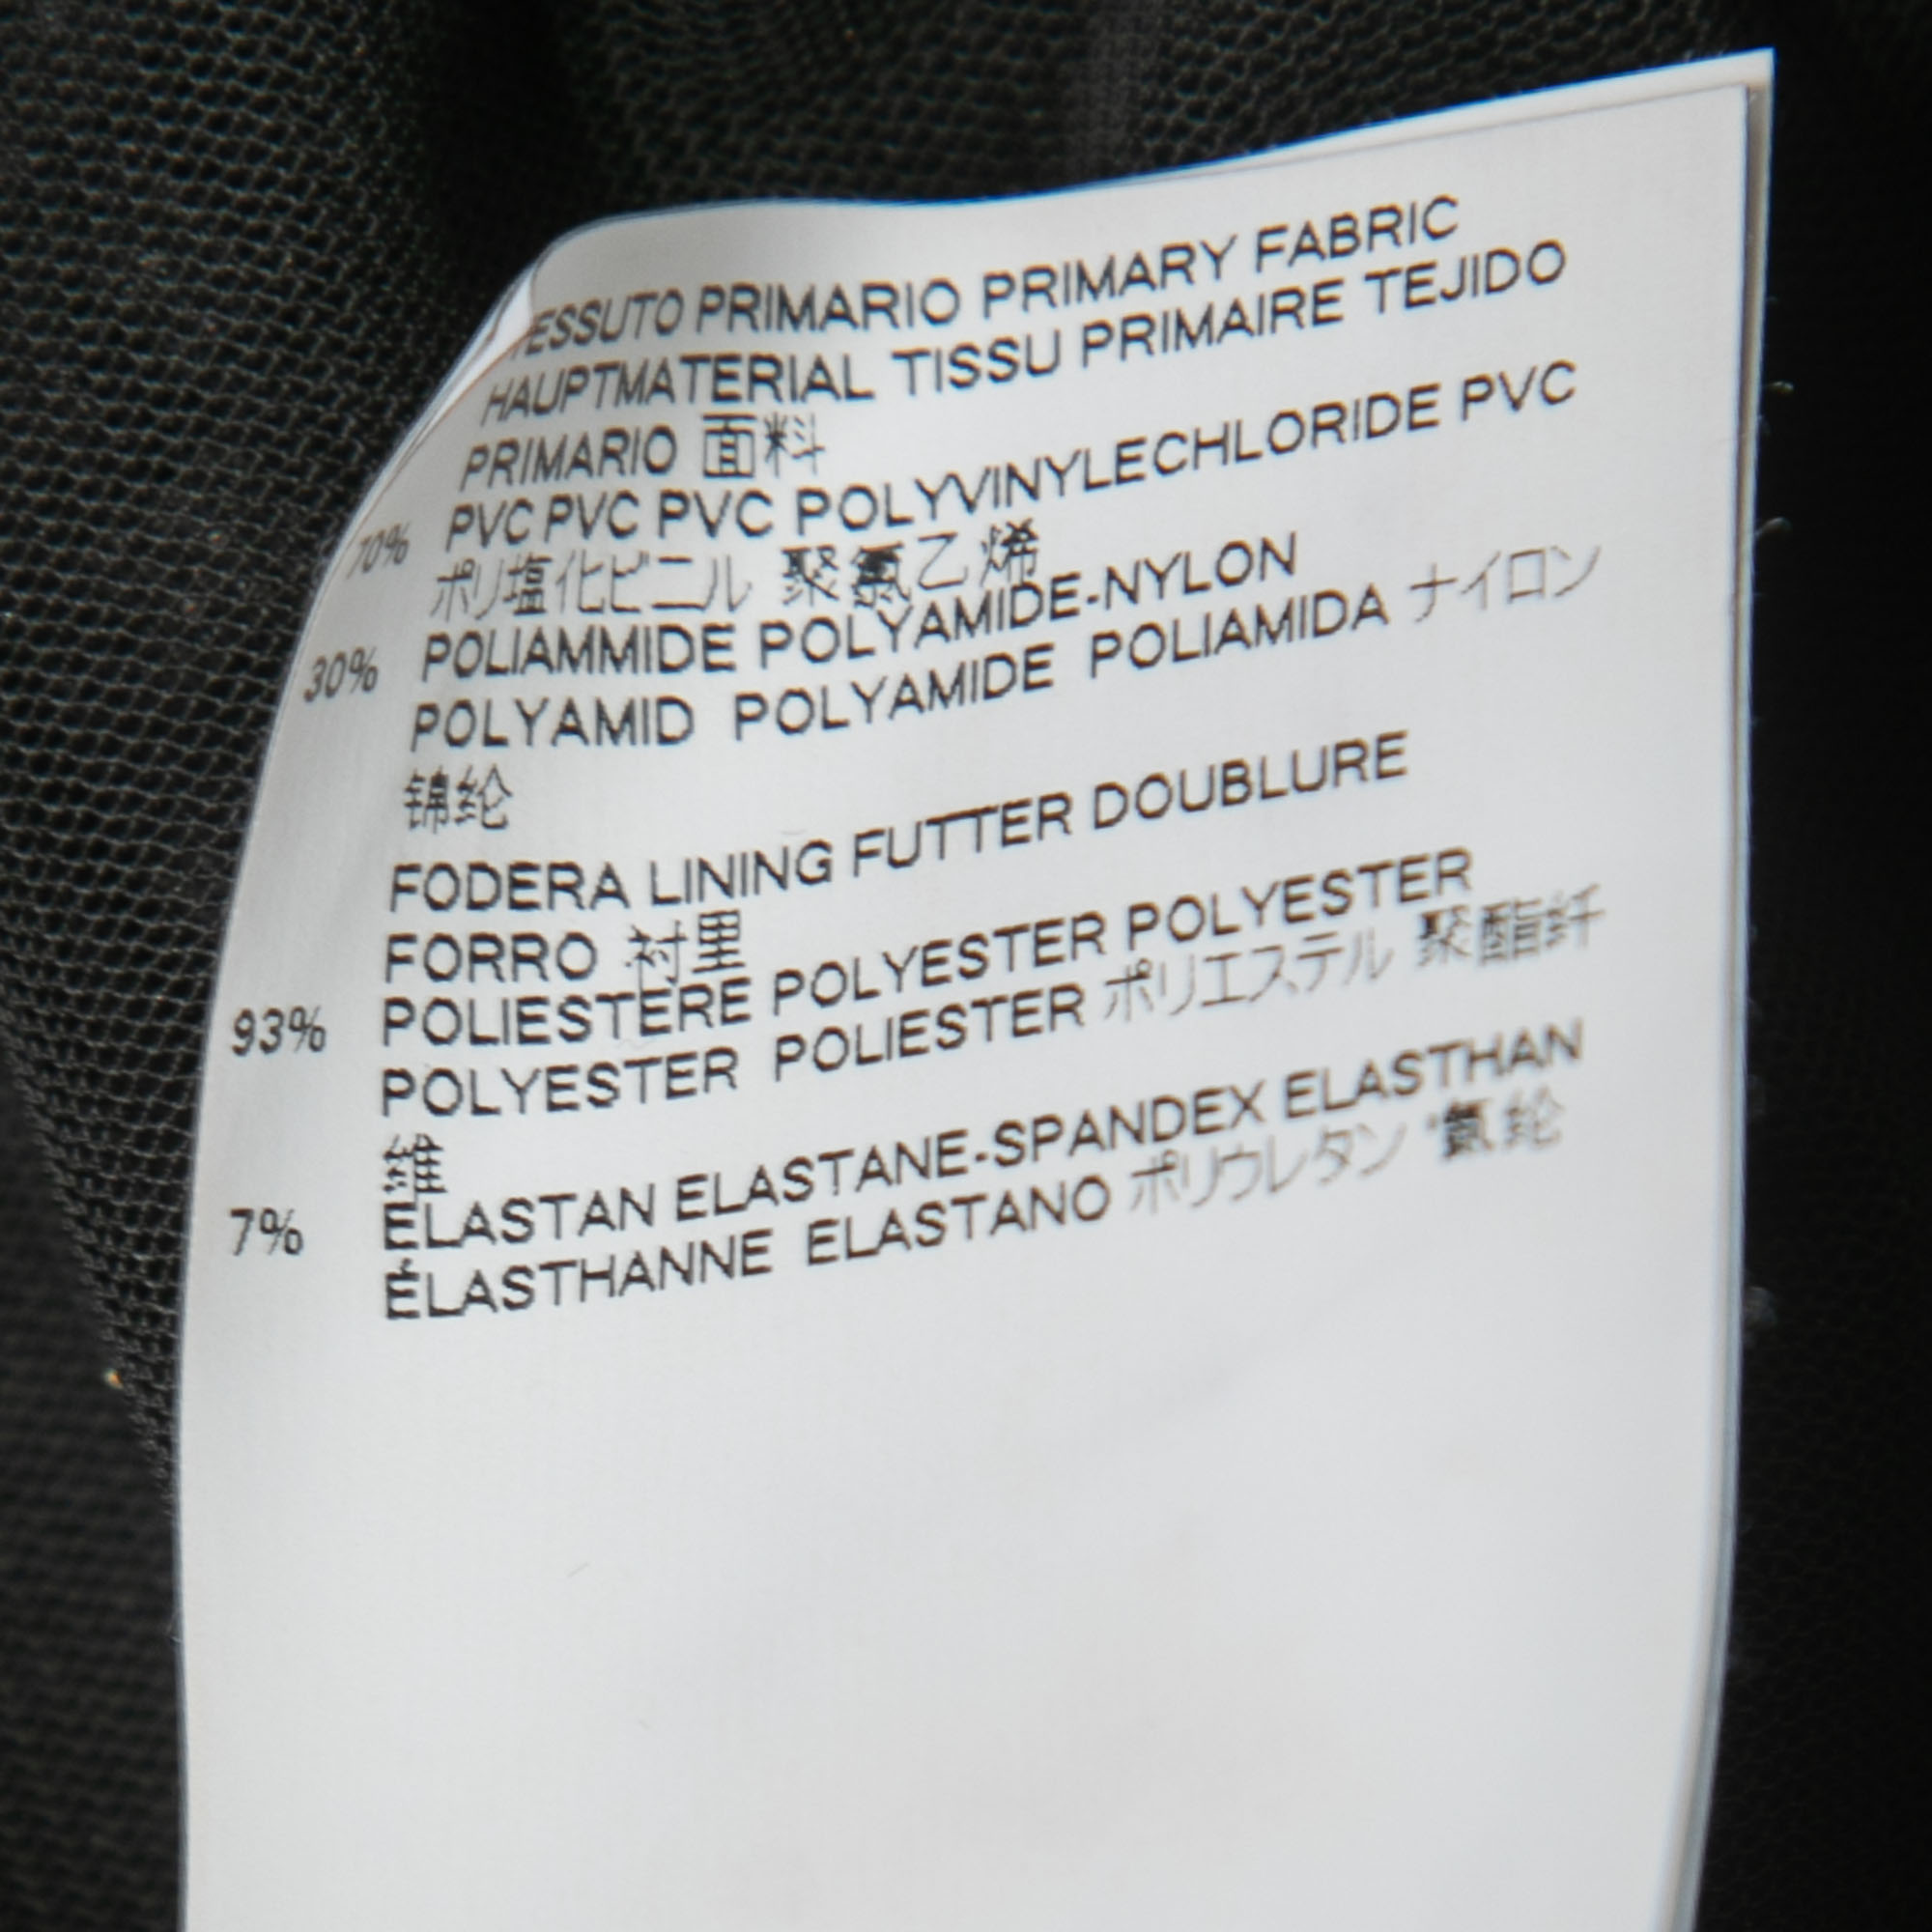 TESSUTO PRIMARIO PRIMARY FABRIC
HAUPTMATERIAL TISSU PRIMAIRE TEJIDO
PRIMARIO 面料
70% PVC PVC PVC POLYVINYLECHLORIDE PVC
ポリ塩化ビニル 聚氯乙烯
30% POLIAMMIDE POLYAMIDE-NYLON
POLYAMID POLYAMIDE POLIAMIDA ナイロン
锦纶
FODERA LINING FUTTER DOUBLURE
FORRO 衬里
93% POLIESTERE POLYESTER POLYESTER
POLYESTER POLIESTER ポリエステル 聚酯纤
维
7% ELASTAN ELASTANE-SPANDEX ELASTHAN
ÉLASTHANNE ELASTANO ポリウレタン 氨纶